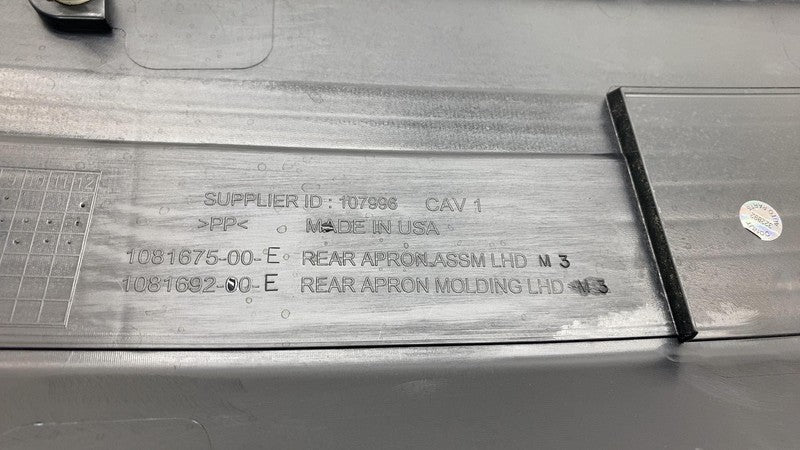 SUPPLIER ID : 107996 CAV 1
>PP< MADE IN USA
1081675-00-E REAR APRON ASSM LHD M 3
1081692-00-E REAR APRON MOLDING LHD M 3